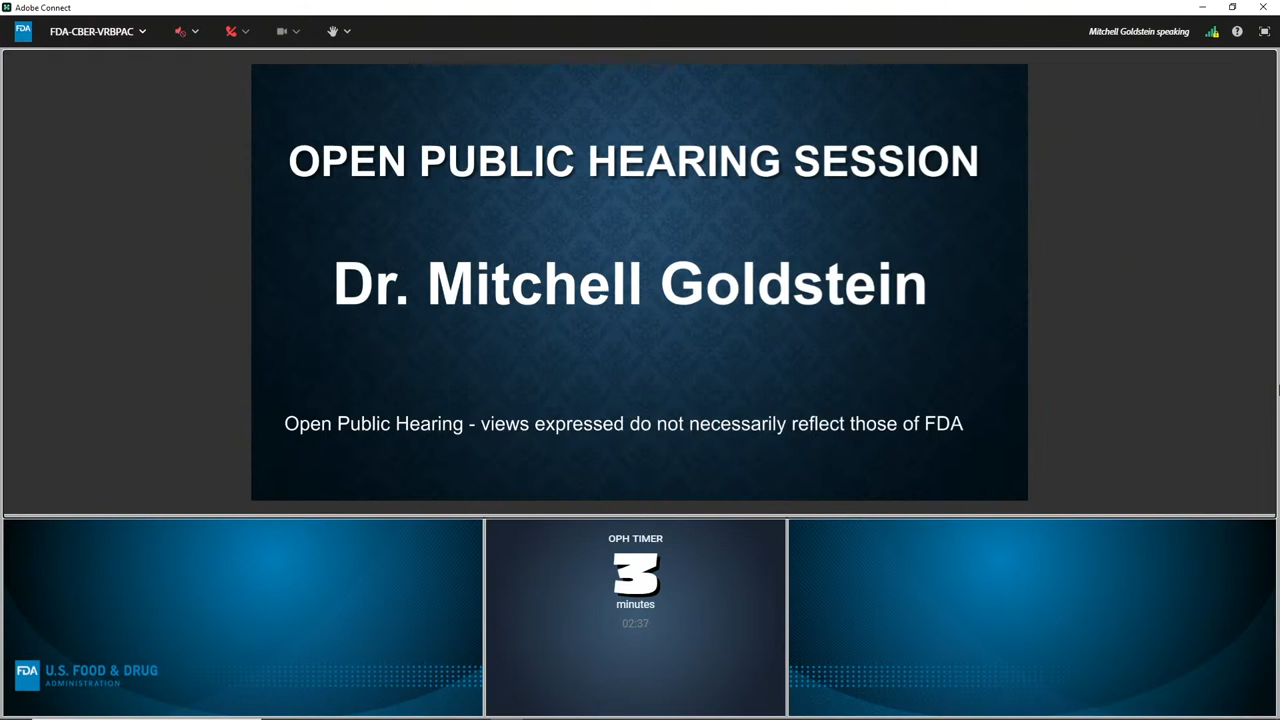 Adobe Connect
FDA
FDA-CBER-VRBPAC
Mitchell Goldstein speaking
OPEN PUBLIC HEARING SESSION
Dr. Mitchell Goldstein
Open Public Hearing - views expressed do not necessarily reflect those of FDA
OPH TIMER
3
minutes
02:37
FDA
U.S. FOOD & DRUG
ADMINISTRATION